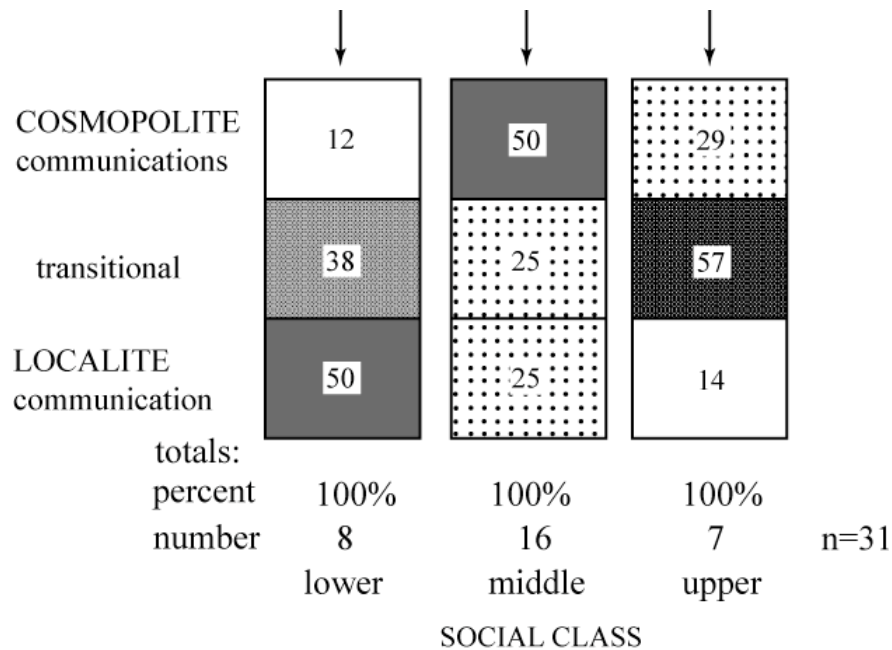 COSMOPOLITE
communications
12 50 29
transitional
38 25 57
LOCALITE
communication
50 25 14
totals:
percent 100% 100% 100%
number 8 16 7 n=31
lower middle upper
SOCIAL CLASS